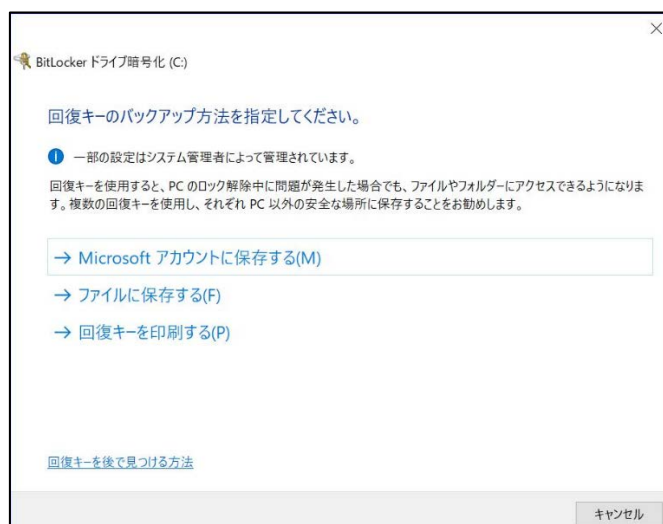 BitLocker ドライブ暗号化 (C:)
回復キーのバックアップ方法を指定してください。
一部の設定はシステム管理者によって管理されています。
回復キーを使用すると、PC のロック解除中に問題が発生した場合でも、ファイルやフォルダーにアクセスできるようになりま
す。複数の回復キーを使用し、それぞれ PC 以外の安全な場所に保存することをお勧めします。
→ Microsoft アカウントに保存する(M)
→ ファイルに保存する(F)
→ 回復キーを印刷する(P)
回復キーを後で見つける方法
キャンセル